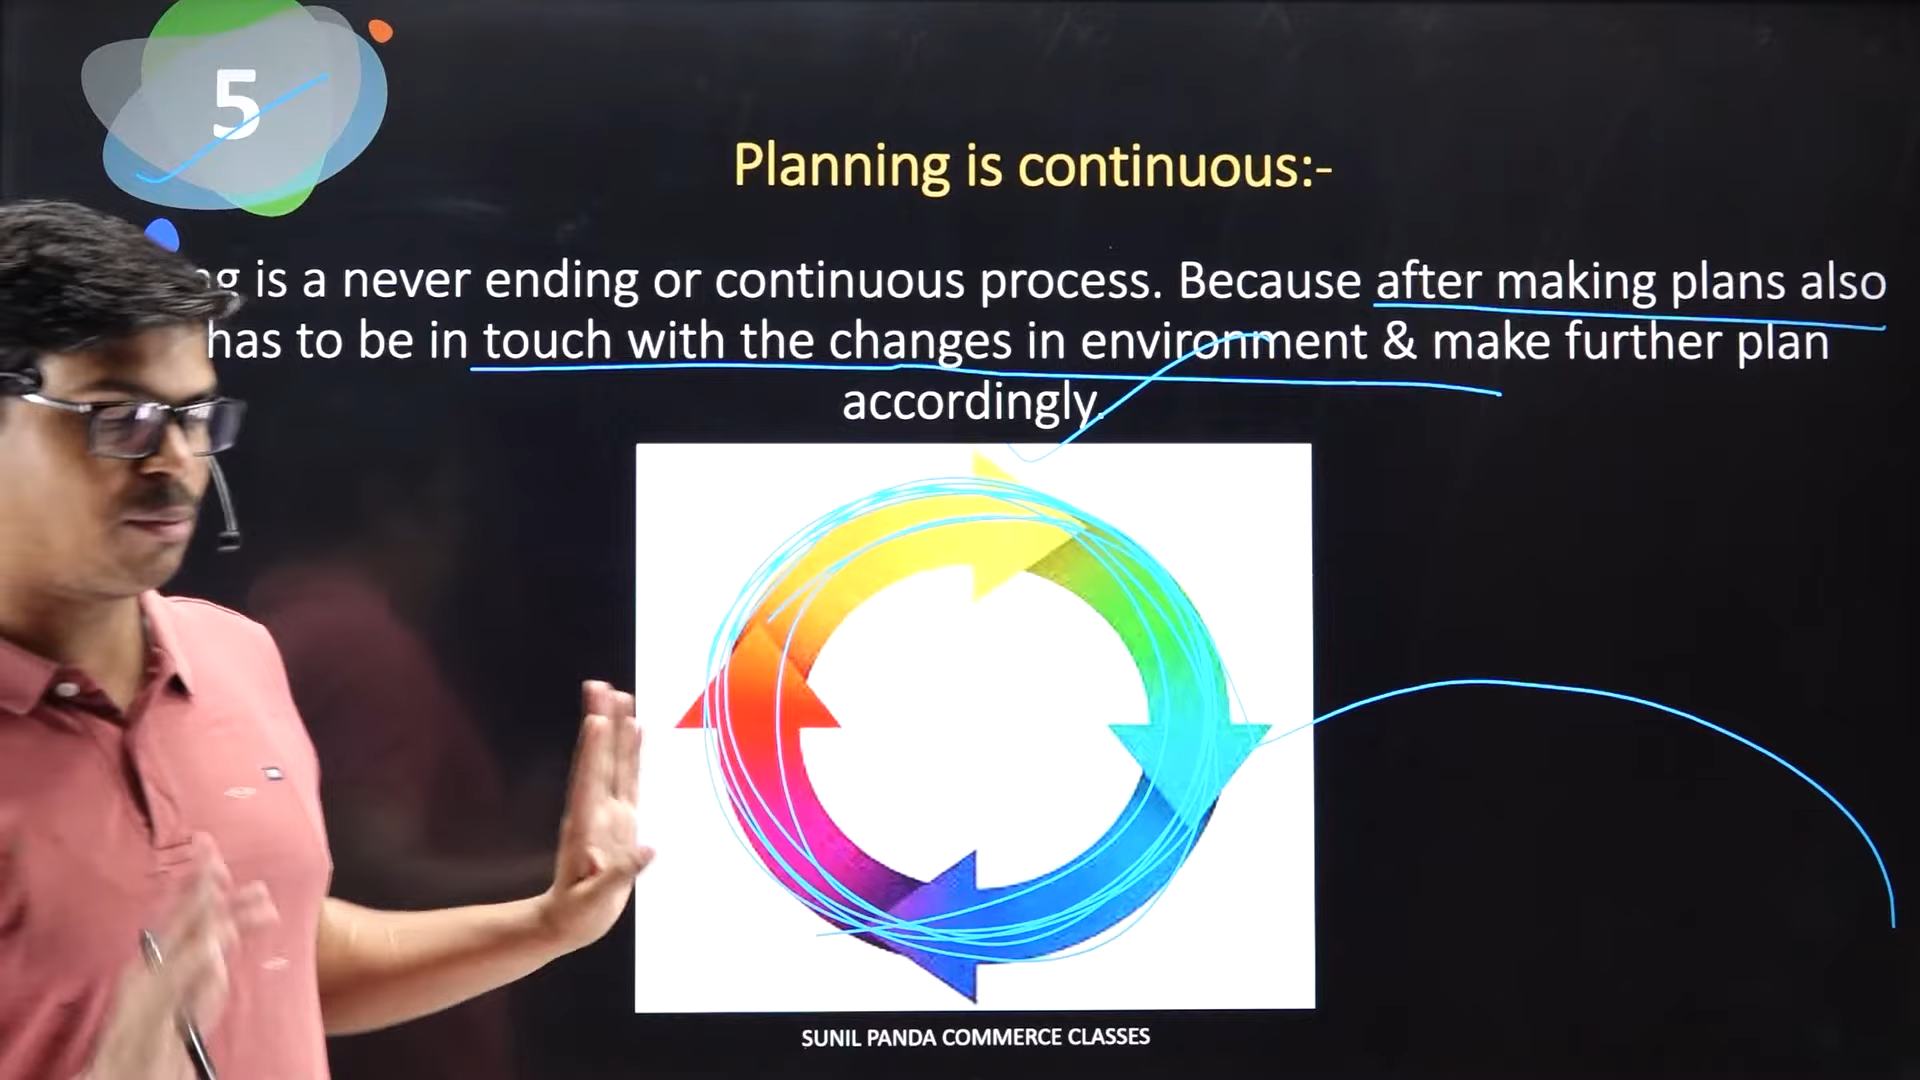 5
Planning is continuous:-
is a never ending or continuous process. Because after making plans also
has to be in touch with the changes in environment & make further plan
accordingly.
SUNIL PANDA COMMERCE CLASSES